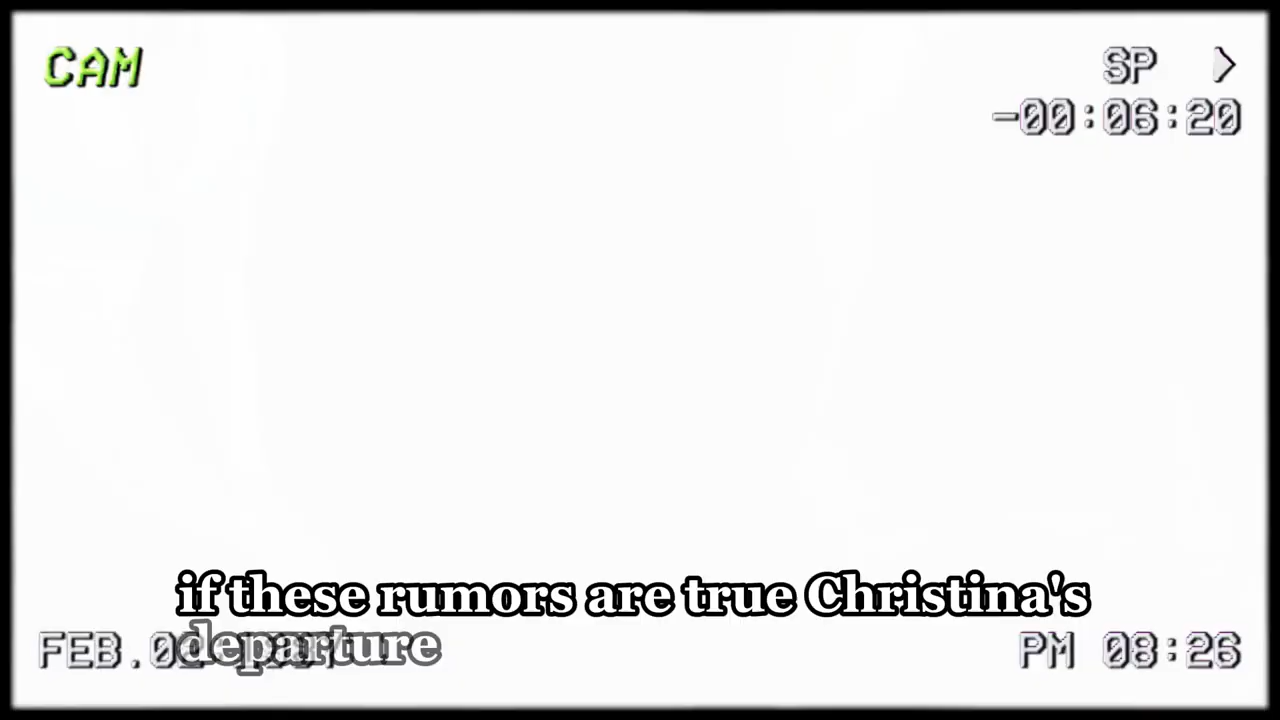 CAM
SP
-00:06:20
if these rumors are true Christina's
departure
FEB.
PM 08:26